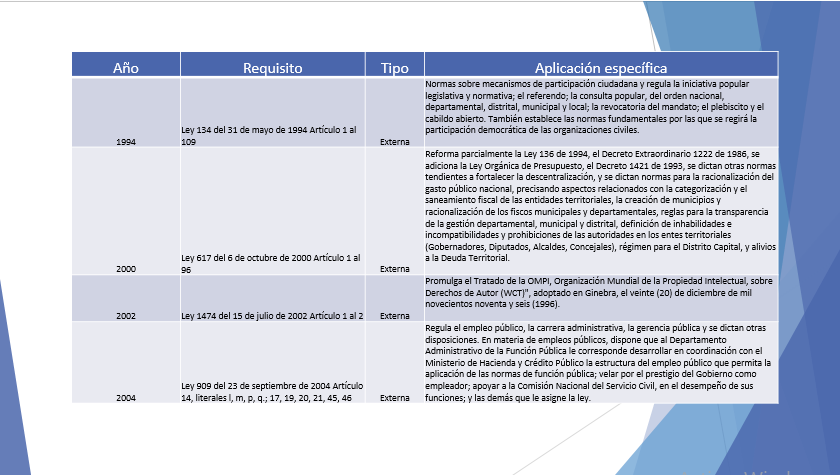 Año Requisito Tipo Aplicación específica
Normas sobre mecanismos de participación ciudadana y regula la iniciativa popular
legislativa y normativa; el referendo; la consulta popular, del orden nacional,
departamental, distrital, municipal y local; la revocatoria del mandato; el plebiscito y el
cabildo abierto. También establece las normas fundamentales por las que se regirá la
participación democrática de las organizaciones civiles.
1994
Ley 134 del 31 de mayo de 1994 Artículo 1 al
109
Externa
Reforma parcialmente la Ley 136 de 1994, el Decreto Extraordinario 1222 de 1986, se
adiciona la Ley Orgánica de Presupuesto, el Decreto 1421 de 1993, se dictan otras normas
tendientes a fortalecer la descentralización, y se dictan normas para la racionalización del
gasto público nacional, precisando aspectos relacionados con la categorización y el
saneamiento fiscal de las entidades territoriales, la creación de municipios y
racionalización de los fiscos municipales y departamentales, reglas para la transparencia
de la gestión departamental, municipal y distrital, definición de inhabilidades e
incompatibilidades y prohibiciones de las autoridades en los entes territoriales
(Gobernadores, Diputados, Alcaldes, Concejales), régimen para el Distrito Capital, y alivios
a la Deuda Territorial.
2000
Ley 617 del 6 de octubre de 2000 Artículo 1 al
96
Externa
Promulga el Tratado de la OMPI, Organización Mundial de la Propiedad Intelectual, sobre
Derechos de Autor (WCT)", adoptado en Ginebra, el veinte (20) de diciembre de mil
novecientos noventa y seis (1996).
2002
Ley 1474 del 15 de julio de 2002 Artículo 1 al 2
Externa
Regula el empleo público, la carrera administrativa, la gerencia pública y se dictan otras
disposiciones. En materia de empleos públicos, dispone que al Departamento
Administrativo de la Función Pública le corresponde desarrollar en coordinación con el
Ministerio de Hacienda y Crédito Público la estructura del empleo público que permita la
aplicación de las normas de función pública; velar por el prestigio del Gobierno como
empleador; apoyar a la Comisión Nacional del Servicio Civil, en el desempeño de sus
funciones; y las demás que le asigne la ley.
2004
Ley 909 del 23 de septiembre de 2004 Artículo
14, literales l, m, p, q.; 17, 19, 20, 21, 45, 46
Externa